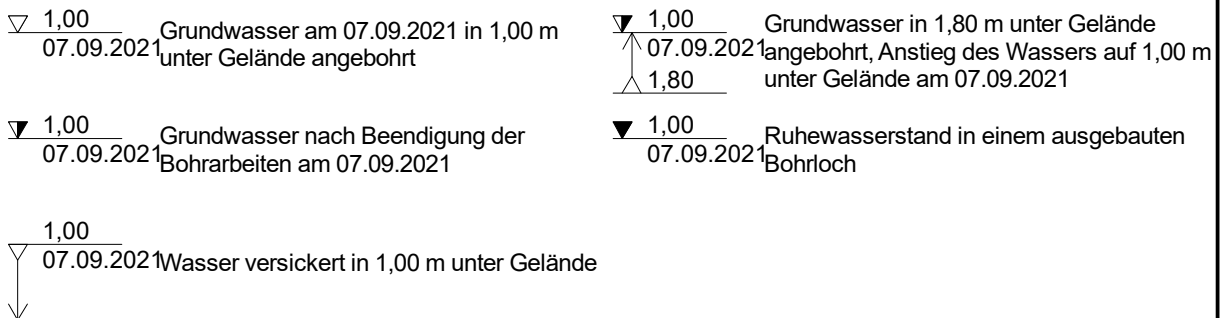 1,00
07.09.2021
Grundwasser am 07.09.2021 in 1,00 m
unter Gelände angebohrt
1,00
07.09.2021
1,80
Grundwasser in 1,80 m unter Gelände
angebohrt, Anstieg des Wassers auf 1,00 m
unter Gelände am 07.09.2021
1,00
07.09.2021
Grundwasser nach Beendigung der
Bohrarbeiten am 07.09.2021
1,00
07.09.2021
Ruhewasserstand in einem ausgebauten
Bohrloch
1,00
07.09.2021
Wasser versickert in 1,00 m unter Gelände